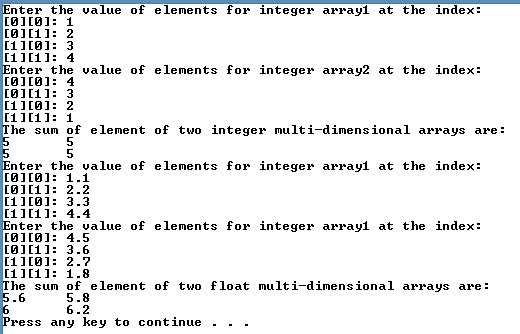 Enter the value of elements for integer array1 at the index:
[0][0]: 1
[0][1]: 2
[1][0]: 3
[1][1]: 4
Enter the value of elements for integer array2 at the index:
[0][0]: 4
[0][1]: 3
[1][0]: 2
[1][1]: 1
The sum of element of two integer multi-dimensional arrays are:
5 5
5 5
Enter the value of elements for integer array1 at the index:
[0][0]: 1.1
[0][1]: 2.2
[1][0]: 3.3
[1][1]: 4.4
Enter the value of elements for integer array1 at the index:
[0][0]: 4.5
[0][1]: 3.6
[1][0]: 2.7
[1][1]: 1.8
The sum of element of two float multi-dimensional arrays are:
5.6 5.8
6 6.2
Press any key to continue . . .